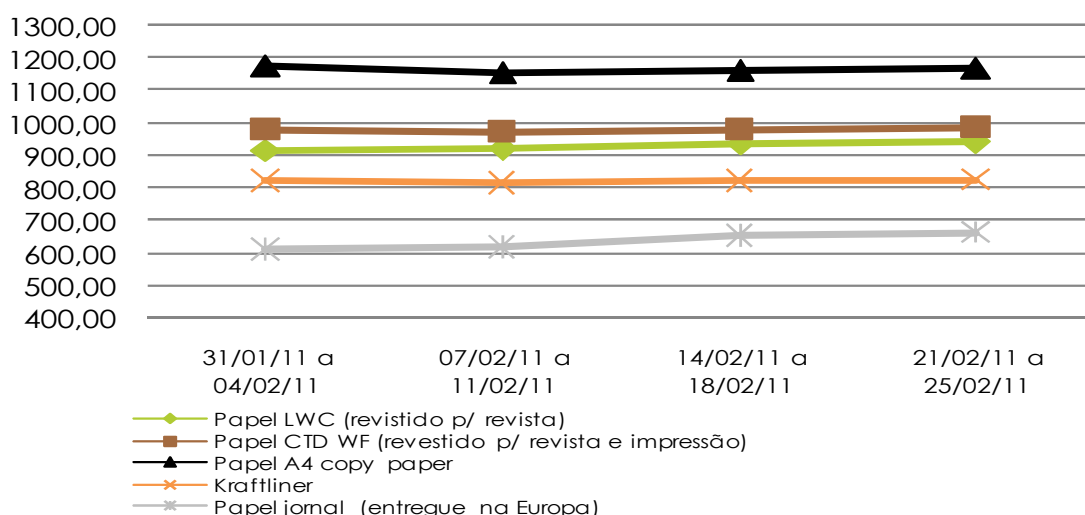 1300,00
1200,00
1100,00
1000,00
900,00
800,00
700,00
600,00
500,00
400,00
31/01/11 a
04/02/11
07/02/11 a
11/02/11
14/02/11 a
18/02/11
21/02/11 a
25/02/11
Papel LWC (revistido p/ revista)
Papel CTD WF (revestido p/ revista e impressão)
Papel A4 copy paper
Kraftliner
Papel jornal (entregue na Europa)